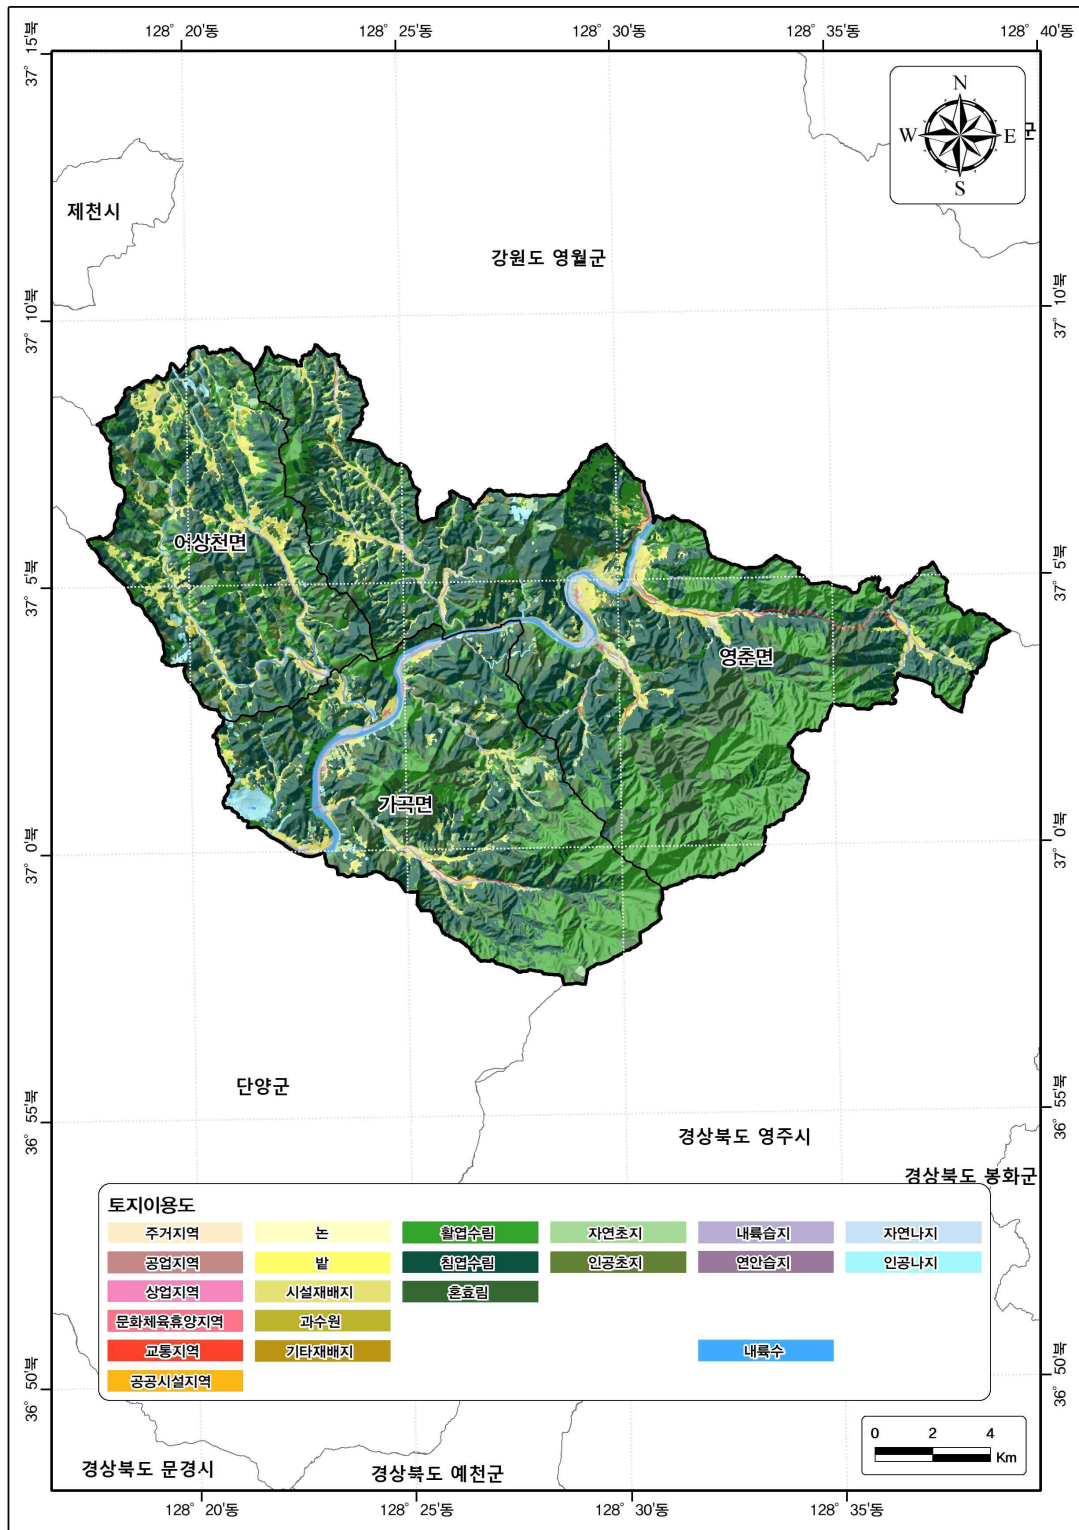 128° 20'동
128° 25'동
128° 30'동
128° 35'동
128° 40'동
37° 15'북
N
W
E
S
군
제천시
강원도 영월군
37° 10'북
37° 10'북
어상천면
37° 5'북
37° 5'북
영춘면
가곡면
37° 0'북
37° 0'북
단양군
36° 55'북
36° 55'북
경상북도 영주시
경상북도 봉화군
토지이용도
주거지역
논
활엽수림
자연초지
내륙습지
자연나지
공업지역
밭
침엽수림
인공초지
연안습지
인공나지
상업지역
시설재배지
혼효림
문화체육휴양지역
과수원
교통지역
기타재배지
내륙수
공공시설지역
36° 50'북
36° 50'북
0 2 4
Km
경상북도 문경시
경상북도 예천군
128° 20'동
128° 25'동
128° 30'동
128° 35'동